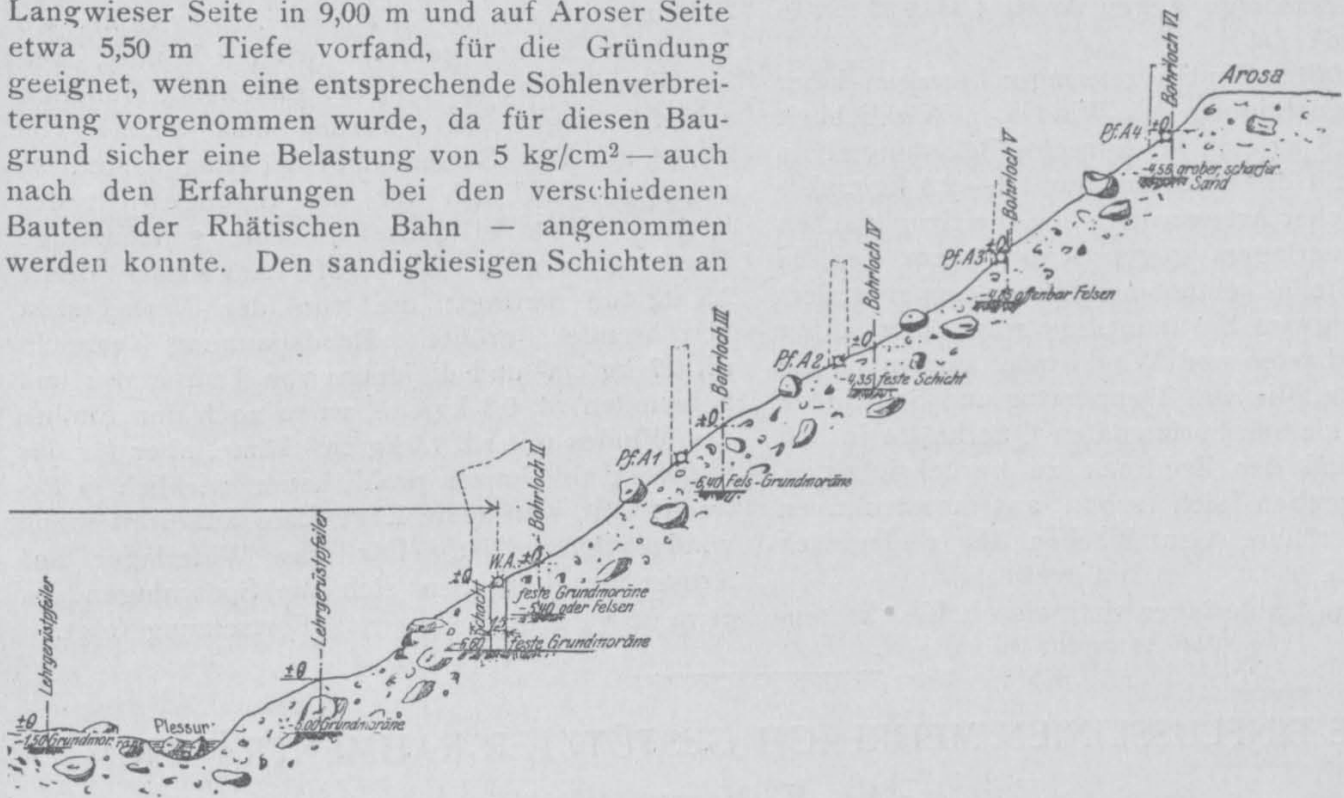 Langwieser Seite in 9,00 m und auf Aroser Seite
etwa 5,50 m Tiefe vorfand, für die Gründung
geeignet, wenn eine entsprechende Sohlenverbrei-
terung vorgenommen wurde, da für diesen Bau-
grund sicher eine Belastung von 5 kg/cm² — auch
nach den Erfahrungen bei den verschiedenen
Bauten der Rhätischen Bahn — angenommen
werden konnte. Den sandigkiesigen Schichten an
Bohrloch VI.
Arosa
Pf. A4
±0
-4,55 grober, scharfer
Sand
Bohrloch V
±0
Pf. A3
offenbar Felsen
Bohrloch IV
±0
Pf. A2
-4,35 feste Schicht
Bohrloch III
±0
Pf. A1
-6,40 Fels-Grundmoräne
Bohrloch II
W.A.
±0
±0
feste Grundmoräne
-5,40 oder Felsen
Schacht
1,5
-6,60
feste Grundmoräne
Lehrgerüstpfeiler
±0
-5,00 Grundmoräne
Lehrgerüstpfeiler
±0
-1,50 Grundmoräne
Plessur